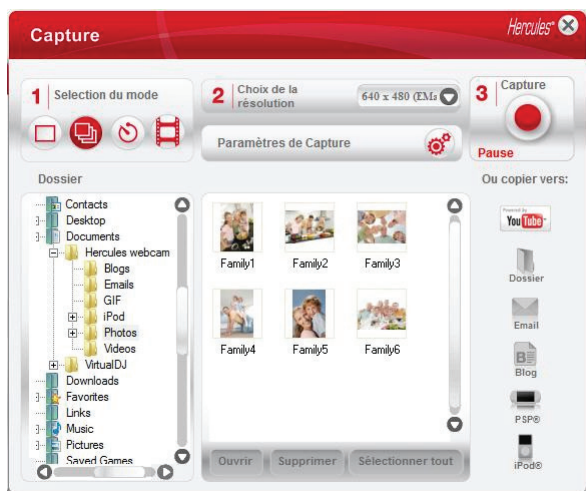 Capture
Hercules®
1 Selection du mode
2 Choix de la résolution
640 x 480 (EMs
3 Capture
Pause
Paramètres de Capture
Dossier
Contacts
Desktop
Documents
Hercules webcam
Blogs
Emails
GIF
iPod
Photos
Videos
VirtualDJ
Downloads
Favorites
Links
Music
Pictures
Saved Games
Family1 Family2 Family3
Family4 Family5 Family6
Ouvrir Supprimer Sélectionner tout
Ou copier vers:
Powered by
YouTube
Dossier
Email
B
Blog
PSP®
iPod®